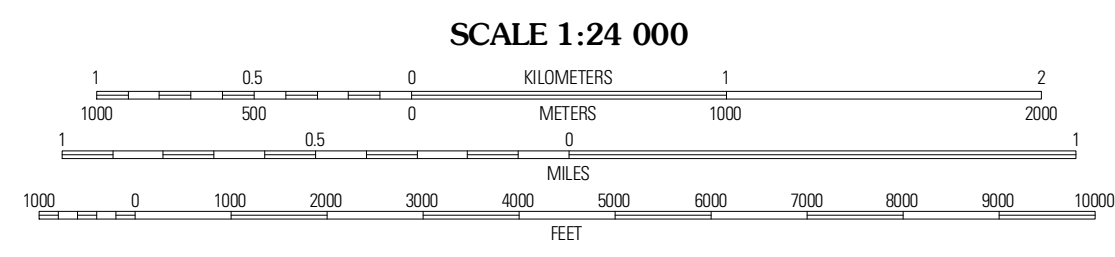 SCALE 1:24 000
1 0.5 0 KILOMETERS 1 2
1000 500 0 METERS 1000 2000
1 0.5 0 1
MILES
1000 0 1000 2000 3000 4000 5000 6000 7000 8000 9000 10000
FEET